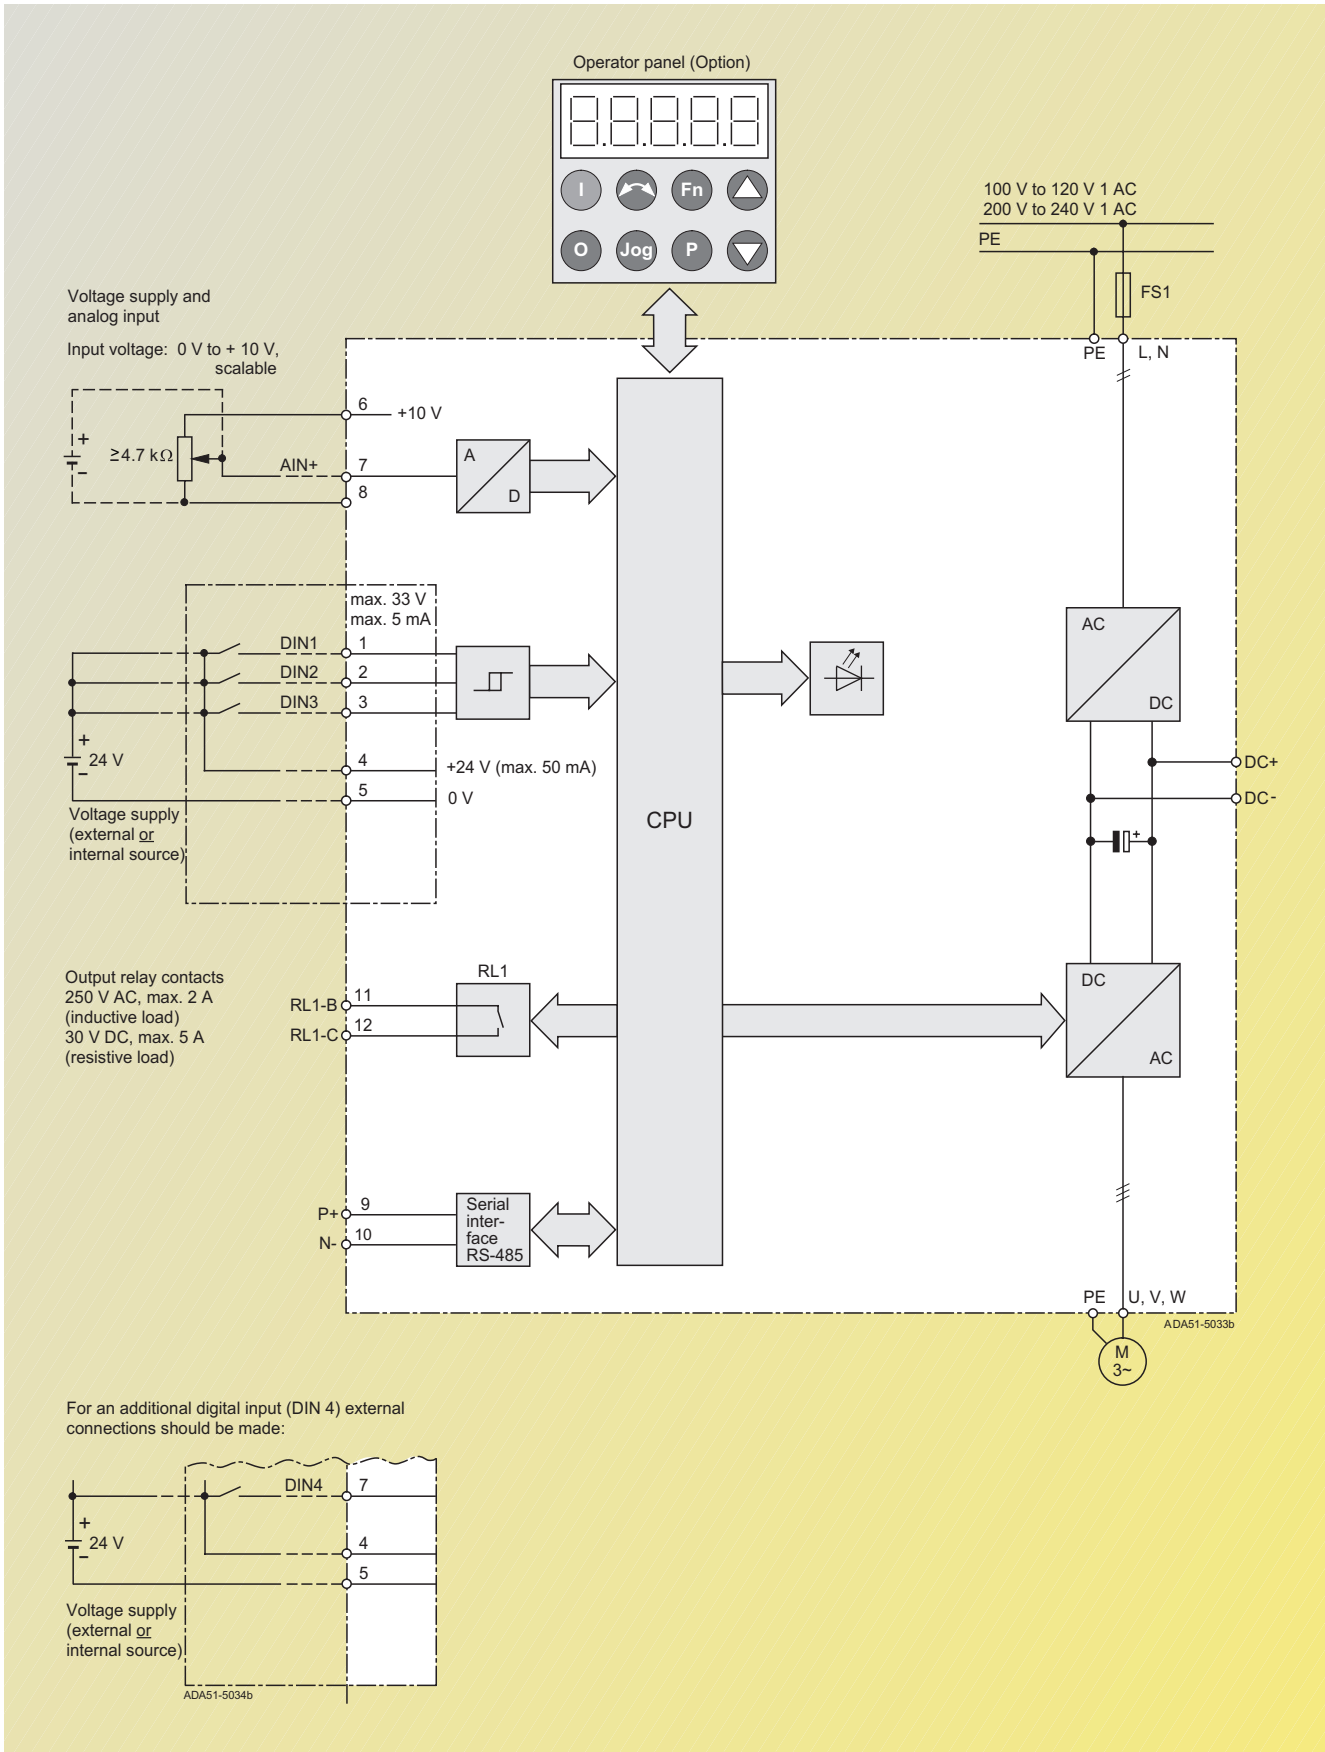 Operator panel (Option)
8.8.8.8.8
I
Fn
O
Jog
P
100 V to 120 V 1 AC
200 V to 240 V 1 AC
PE
FS1
PE
L, N
Voltage supply and
analog input
Input voltage: 0 V to + 10 V,
scalable
+
-
≥4.7 kΩ
6
+10 V
AIN+
7
8
A
D
max. 33 V
max. 5 mA
DIN1
1
DIN2
2
DIN3
3
+
24 V
-
4
+24 V (max. 50 mA)
5
0 V
Voltage supply
(external or
internal source)
CPU
AC
DC
DC+
DC-
+
DC
AC
Output relay contacts
250 V AC, max. 2 A
(inductive load)
30 V DC, max. 5 A
(resistive load)
RL1
RL1-B
11
RL1-C
12
P+
9
N-
10
Serial
inter-
face
RS-485
PE
U, V, W
ADA51-5033b
M
3~
For an additional digital input (DIN 4) external
connections should be made:
DIN4
7
+
24 V
-
4
5
Voltage supply
(external or
internal source)
ADA51-5034b